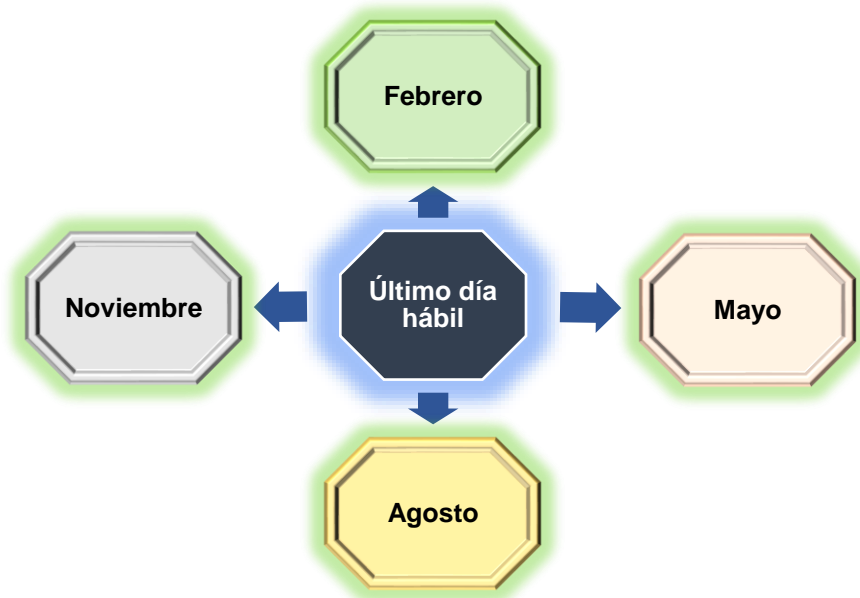 Febrero
Noviembre
Último día
hábil
Mayo
Agosto